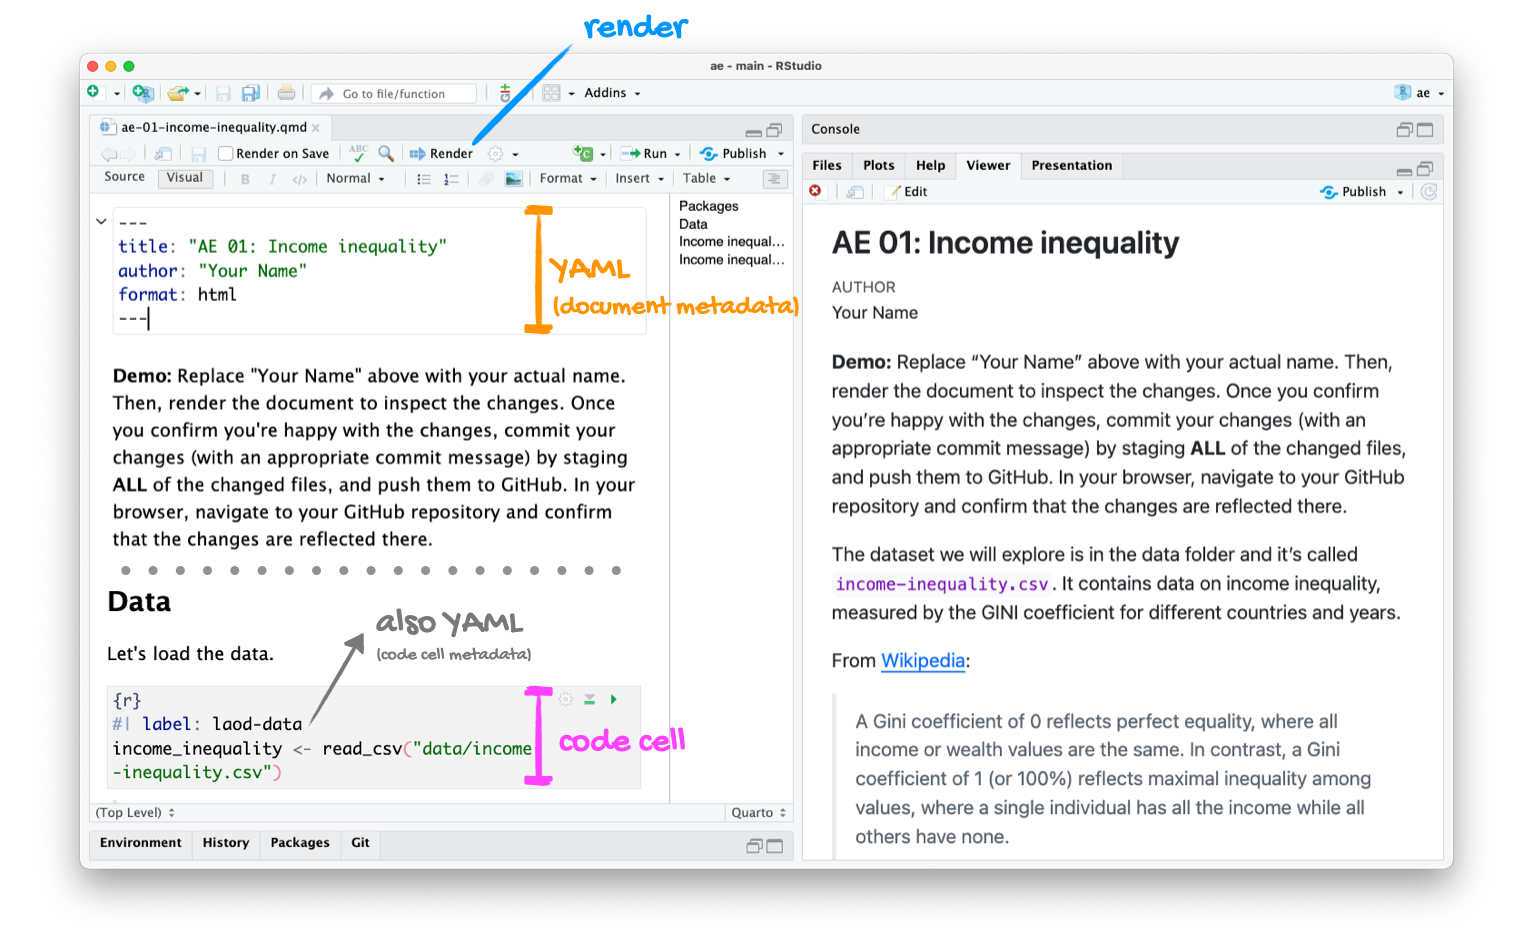 render
ae - main - RStudio
Go to file/function
Addins
ae
ae-01-income-inequality.qmd
Render on Save
ABC
Render
Run
Publish
Source
Visual
B
I
</>
Normal
Format
Insert
Table
---
title: "AE 01: Income inequality"
author: "Your Name"
format: html
---
YAML
(document metadata)
Packages
Data
Income inequal...
Income inequal...
Demo: Replace "Your Name" above with your actual name.
Then, render the document to inspect the changes. Once
you confirm you're happy with the changes, commit your
changes (with an appropriate commit message) by staging
ALL of the changed files, and push them to GitHub. In your
browser, navigate to your GitHub repository and confirm
that the changes are reflected there.
Data
also YAML
(code cell metadata)
Let's load the data.
{r}
#| label: laod-data
income_inequality <- read_csv("data/income
-inequality.csv")
code cell
(Top Level)
Quarto
Environment
History
Packages
Git
Console
Files
Plots
Help
Viewer
Presentation
Edit
Publish
AE 01: Income inequality
AUTHOR
Your Name
Demo: Replace “Your Name” above with your actual name. Then,
render the document to inspect the changes. Once you confirm
you’re happy with the changes, commit your changes (with an
appropriate commit message) by staging ALL of the changed files,
and push them to GitHub. In your browser, navigate to your GitHub
repository and confirm that the changes are reflected there.
The dataset we will explore is in the data folder and it’s called
income-inequality.csv. It contains data on income inequality,
measured by the GINI coefficient for different countries and years.
From Wikipedia:
A Gini coefficient of 0 reflects perfect equality, where all
income or wealth values are the same. In contrast, a Gini
coefficient of 1 (or 100%) reflects maximal inequality among
values, where a single individual has all the income while all
others have none.